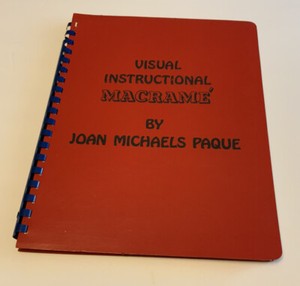 VISUAL
INSTRUCTIONAL
MACRAMÉ
BY
JOAN MICHAELS PAQUE